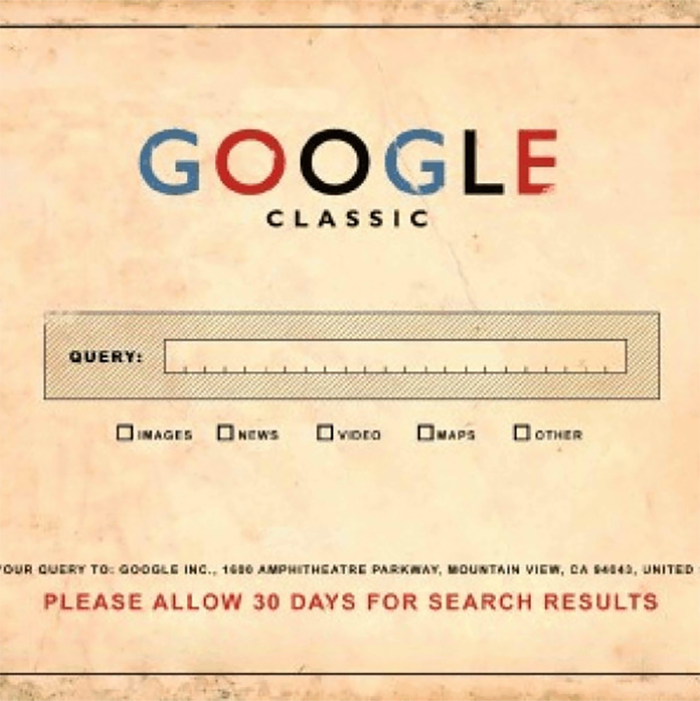 GOOGLE
CLASSIC
QUERY:
IMAGES NEWS VIDEO MAPS OTHER
YOUR QUERY TO: GOOGLE INC., 1600 AMPHITHEATRE PARKWAY, MOUNTAIN VIEW, CA 94043, UNITED
PLEASE ALLOW 30 DAYS FOR SEARCH RESULTS